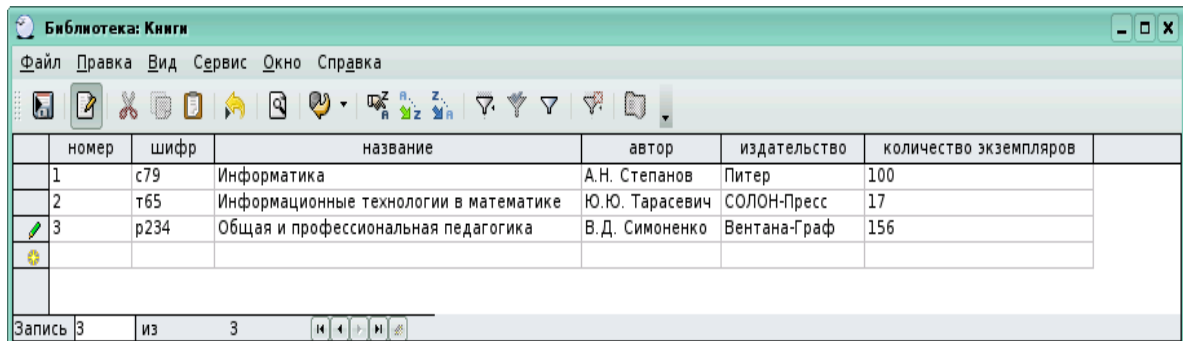 Библиотека: Книги
Файл Правка Вид Сервис Окно Справка
номер шифр название автор издательство количество экземпляров
1 с79 Информатика А.Н. Степанов Питер 100
2 т65 Информационные технологии в математике Ю.Ю. Тарасевич СОЛОН-Пресс 17
3 р234 Общая и профессиональная педагогика В.Д. Симоненко Вентана-Граф 156
Запись 3 из 3